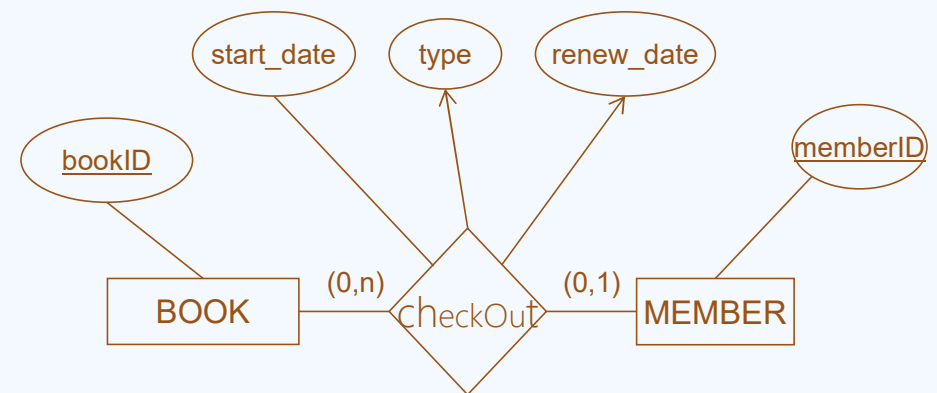 start_date
type
renew_date
bookID
memberID
(0,n)
(0,1)
BOOK
checkOut
MEMBER